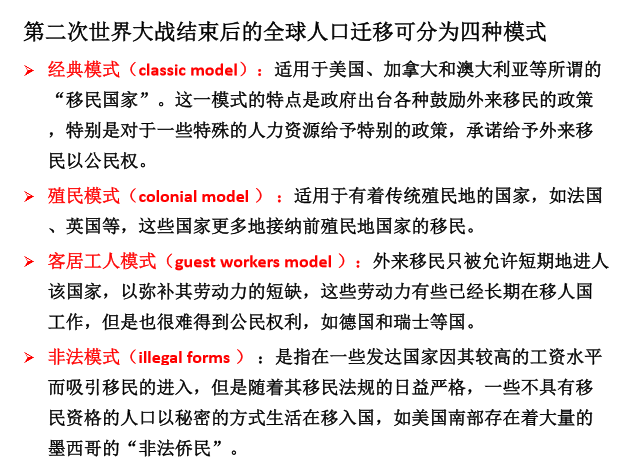 第二次世界大战结束后的全球人口迁移可分为四种模式
➢ 经典模式（classic model）：适用于美国、加拿大和澳大利亚等所谓的
“移民国家”。这一模式的特点是政府出台各种鼓励外来移民的政策
，特别是对于一些特殊的人力资源给予特别的政策，承诺给予外来移
民以公民权。
➢ 殖民模式（colonial model ） ：适用于有着传统殖民地的国家，如法国
、英国等，这些国家更多地接纳前殖民地国家的移民。
➢ 客居工人模式（guest workers model ）：外来移民只被允许短期地进人
该国家，以弥补其劳动力的短缺，这些劳动力有些已经长期在移人国
工作，但是也很难得到公民权利，如德国和瑞士等国。
➢ 非法模式（illegal forms ） ：是指在一些发达国家因其较高的工资水平
而吸引移民的进入，但是随着其移民法规的日益严格，一些不具有移
民资格的人口以秘密的方式生活在移入国，如美国南部存在着大量的
墨西哥的“非法侨民”。